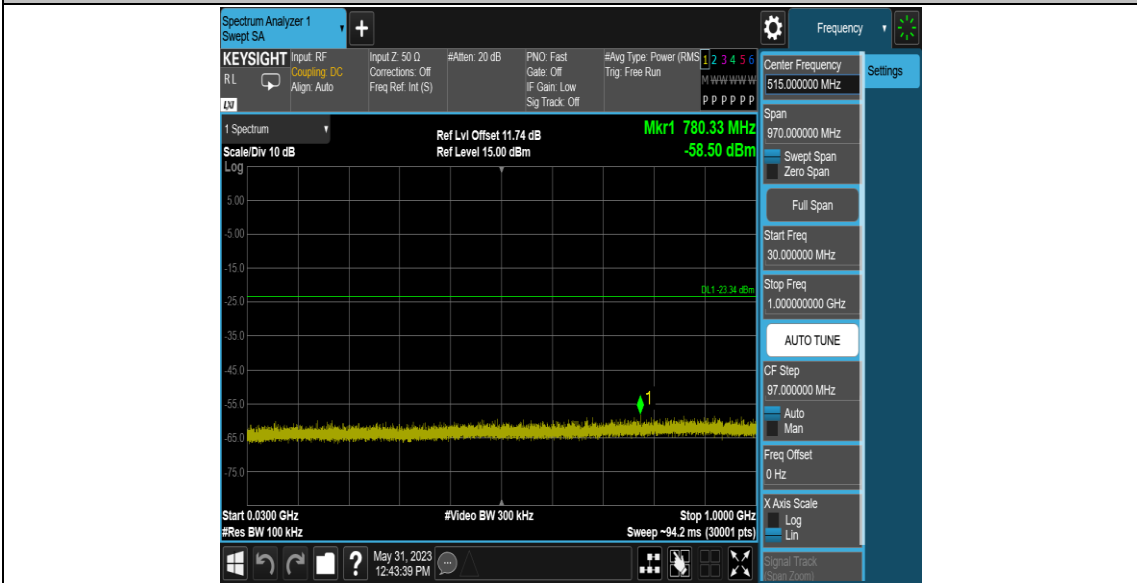 Spectrum Analyzer 1
Swept SA
+
Frequency
KEYSIGHT
R L
LXI
Input: RF
Coupling: DC
Align: Auto
Input Z: 50 Ω
Corrections: Off
Freq Ref: Int (S)
#Atten: 20 dB
PNO: Fast
Gate: Off
IF Gain: Low
Sig Track: Off
#Avg Type: Power (RMS
Trig: Free Run
1 2 3 4 5 6
M W W W W W
P P P P P P
1 Spectrum
Scale/Div 10 dB
Log
Ref Lvl Offset 11.74 dB
Ref Level 15.00 dBm
Mkr1 780.33 MHz
-58.50 dBm
5.00
-5.00
-15.0
DL1 -23.34 dBm
-25.0
-35.0
-45.0
1
-55.0
-65.0
-75.0
Start 0.0300 GHz
#Res BW 100 kHz
#Video BW 300 kHz
Stop 1.0000 GHz
Sweep ~94.2 ms (30001 pts)
?
May 31, 2023
12:43:39 PM
Center Frequency
515.000000 MHz
Settings
Span
970.000000 MHz
Swept Span
Zero Span
Full Span
Start Freq
30.000000 MHz
Stop Freq
1.000000000 GHz
AUTO TUNE
CF Step
97.000000 MHz
Auto
Man
Freq Offset
0 Hz
X Axis Scale
Log
Lin
Signal Track
(Span Zoom)